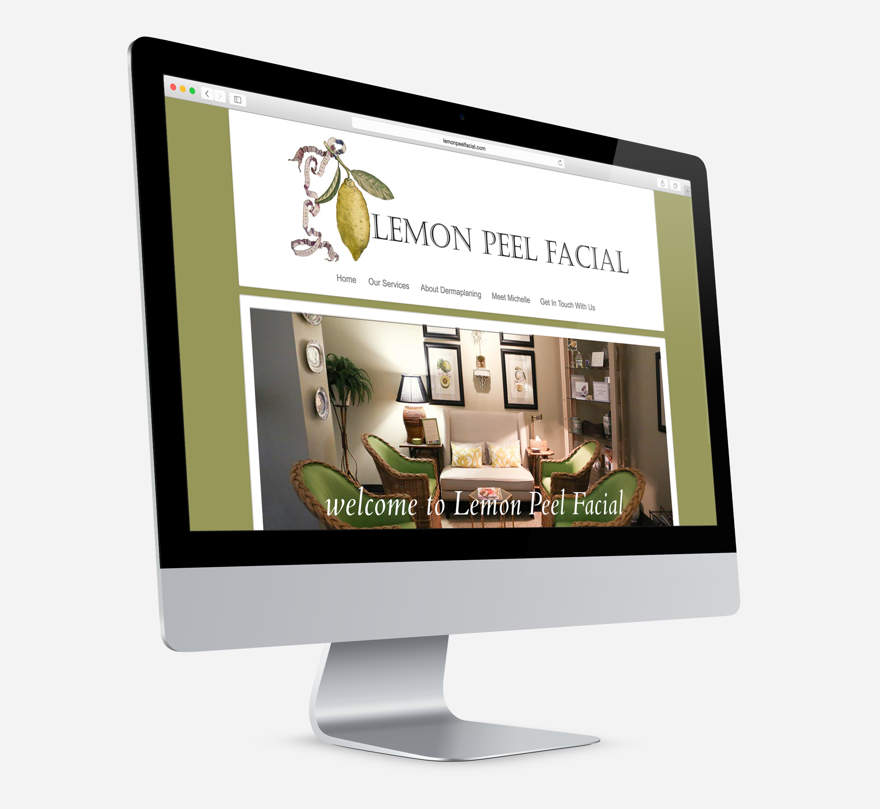 lemonpeelfacial.com
LEMON PEEL FACIAL
Home Our Services About Dermaplaning Meet Michelle Get In Touch With Us
welcome to Lemon Peel Facial